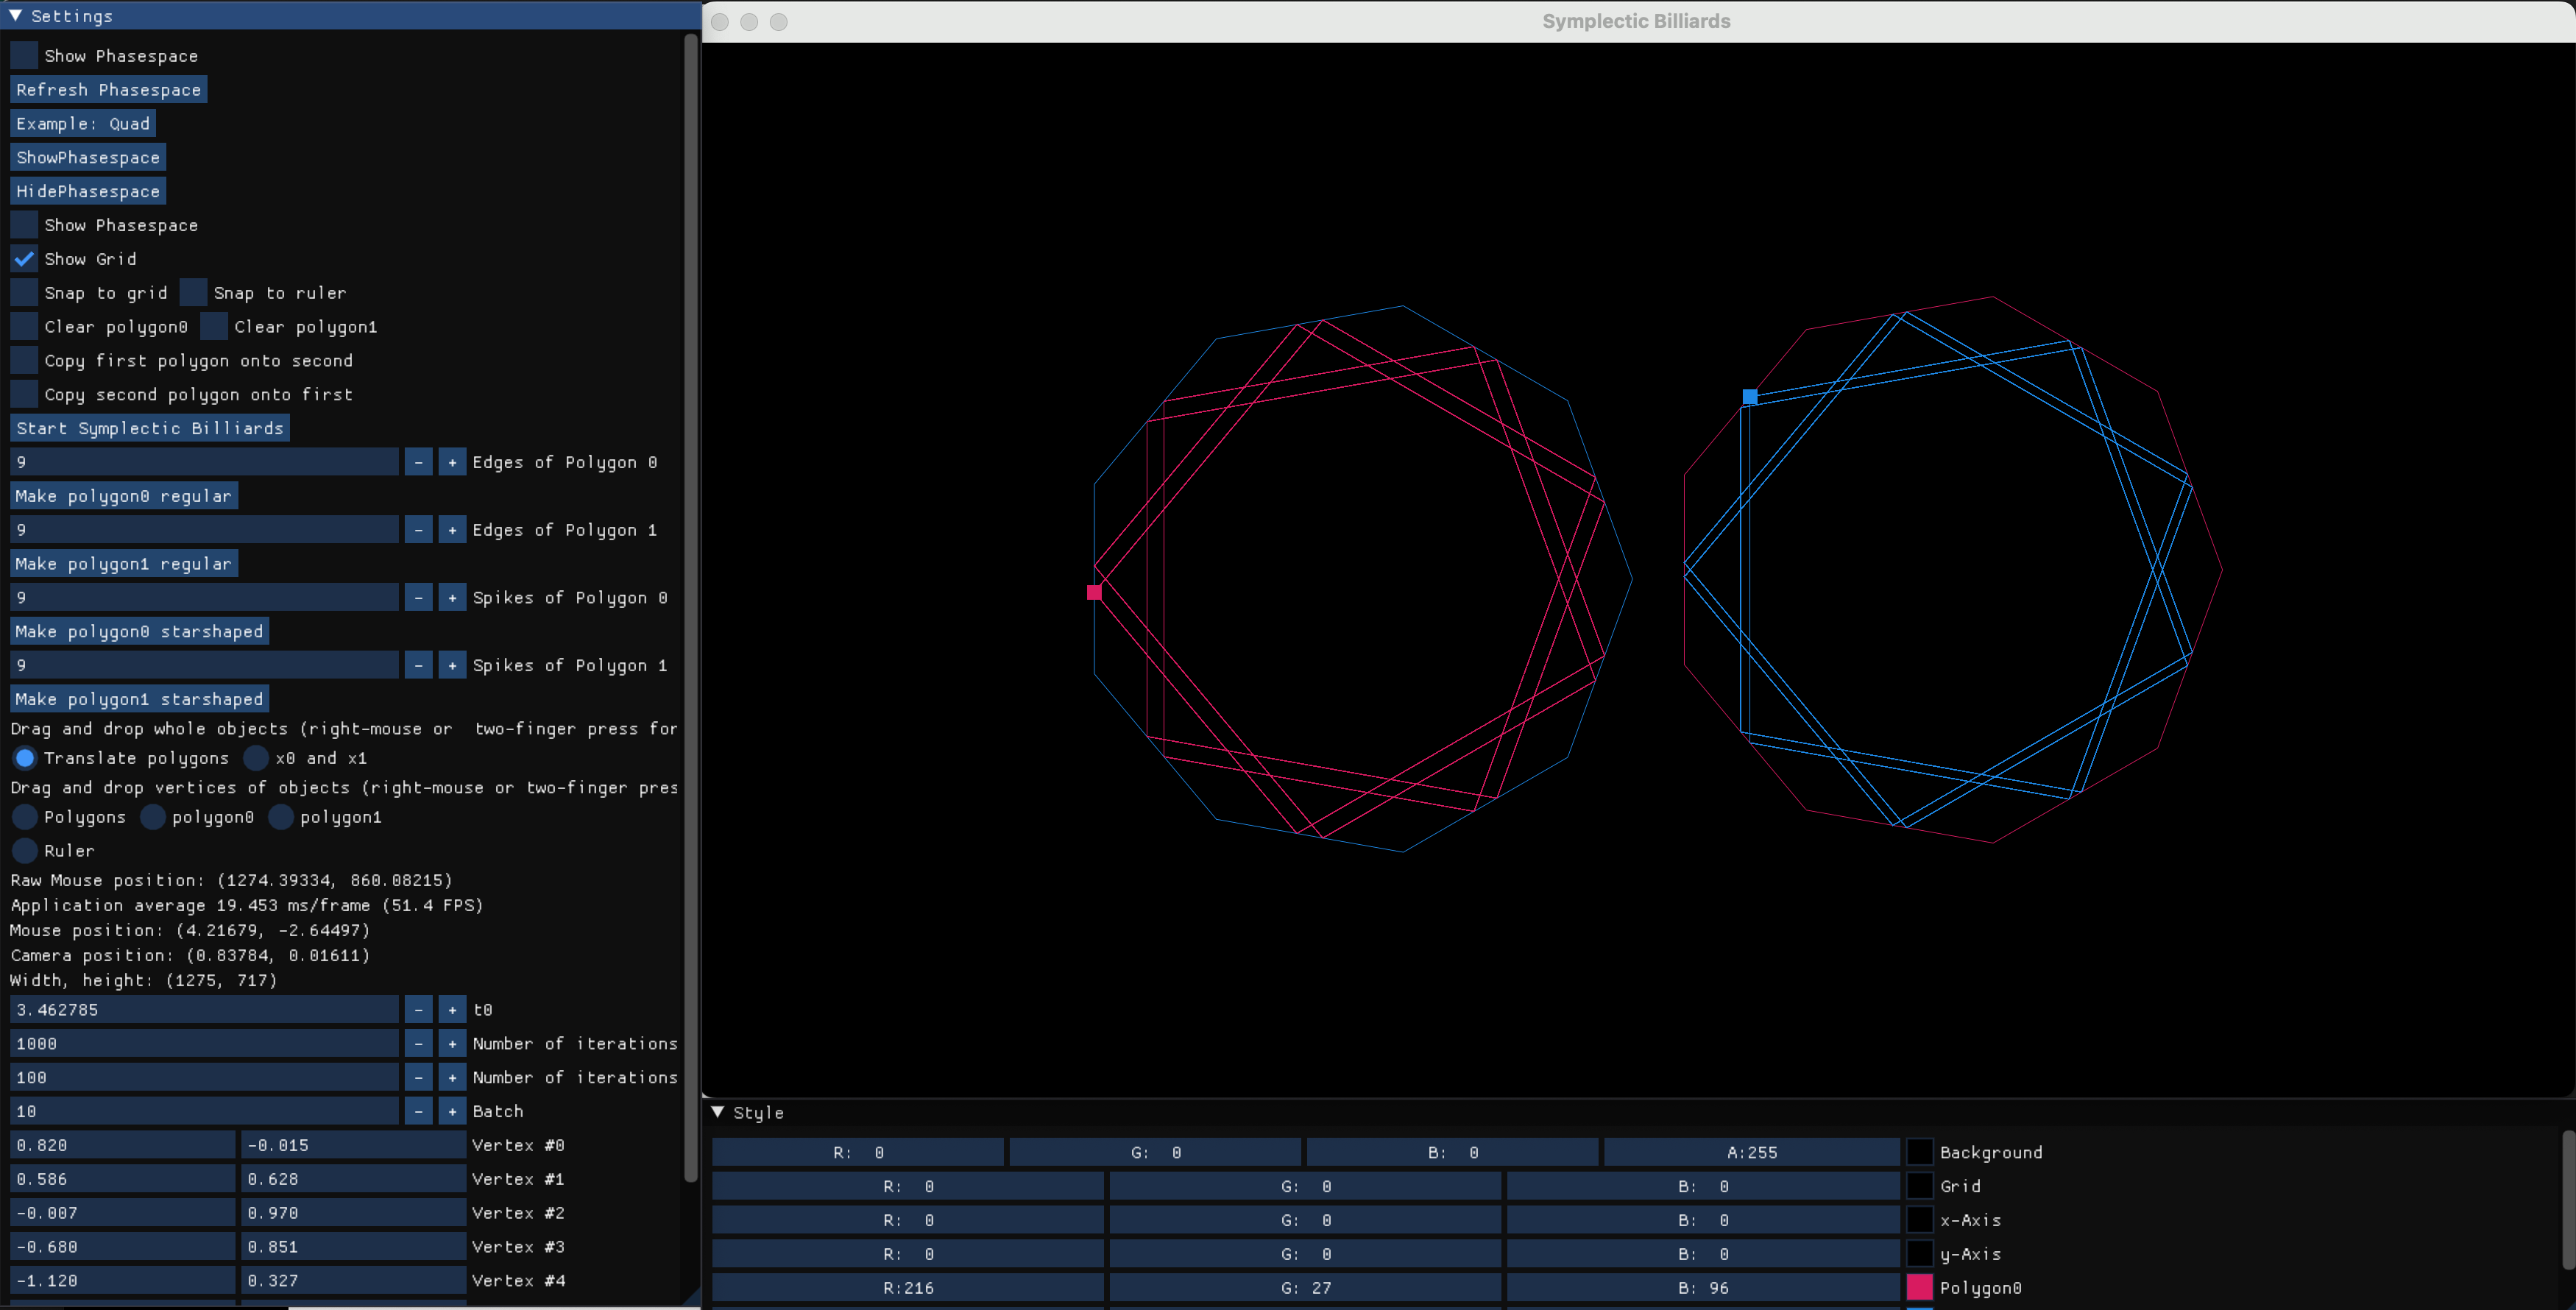 Settings
Show Phasespace
Refresh Phasespace
Example: Quad
ShowPhasespace
HidePhasespace
Show Phasespace
Show Grid
Snap to grid Snap to ruler
Clear polygon0 Clear polygon1
Copy first polygon onto second
Copy second polygon onto first
Start Symplectic Billiards
9 - + Edges of Polygon 0
Make polygon0 regular
9 - + Edges of Polygon 1
Make polygon1 regular
9 - + Spikes of Polygon 0
Make polygon0 starshaped
9 - + Spikes of Polygon 1
Make polygon1 starshaped
Drag and drop whole objects (right-mouse or two-finger press for
Translate polygons x0 and x1
Drag and drop vertices of objects (right-mouse or two-finger pres
Polygons polygon0 polygon1
Ruler
Raw Mouse position: (1274.39334, 860.08215)
Application average 19.453 ms/frame (51.4 FPS)
Mouse position: (4.21679, -2.64497)
Camera position: (0.83784, 0.01611)
Width, height: (1275, 717)
3.462785 - + t0
1000 - + Number of iterations
100 - + Number of iterations
10 - + Batch
0.820 -0.015 Vertex #0
0.586 0.628 Vertex #1
-0.007 0.970 Vertex #2
-0.680 0.851 Vertex #3
-1.120 0.327 Vertex #4
Symplectic Billiards
Style
R: 0 G: 0 B: 0 A:255 Background
R: 0 G: 0 B: 0 Grid
R: 0 G: 0 B: 0 x-Axis
R: 0 G: 0 B: 0 y-Axis
R:216 G: 27 B: 96 Polygon0